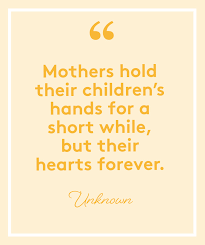 “
Mothers hold
their children’s
hands for a
short while,
but their
hearts forever.
Unknown